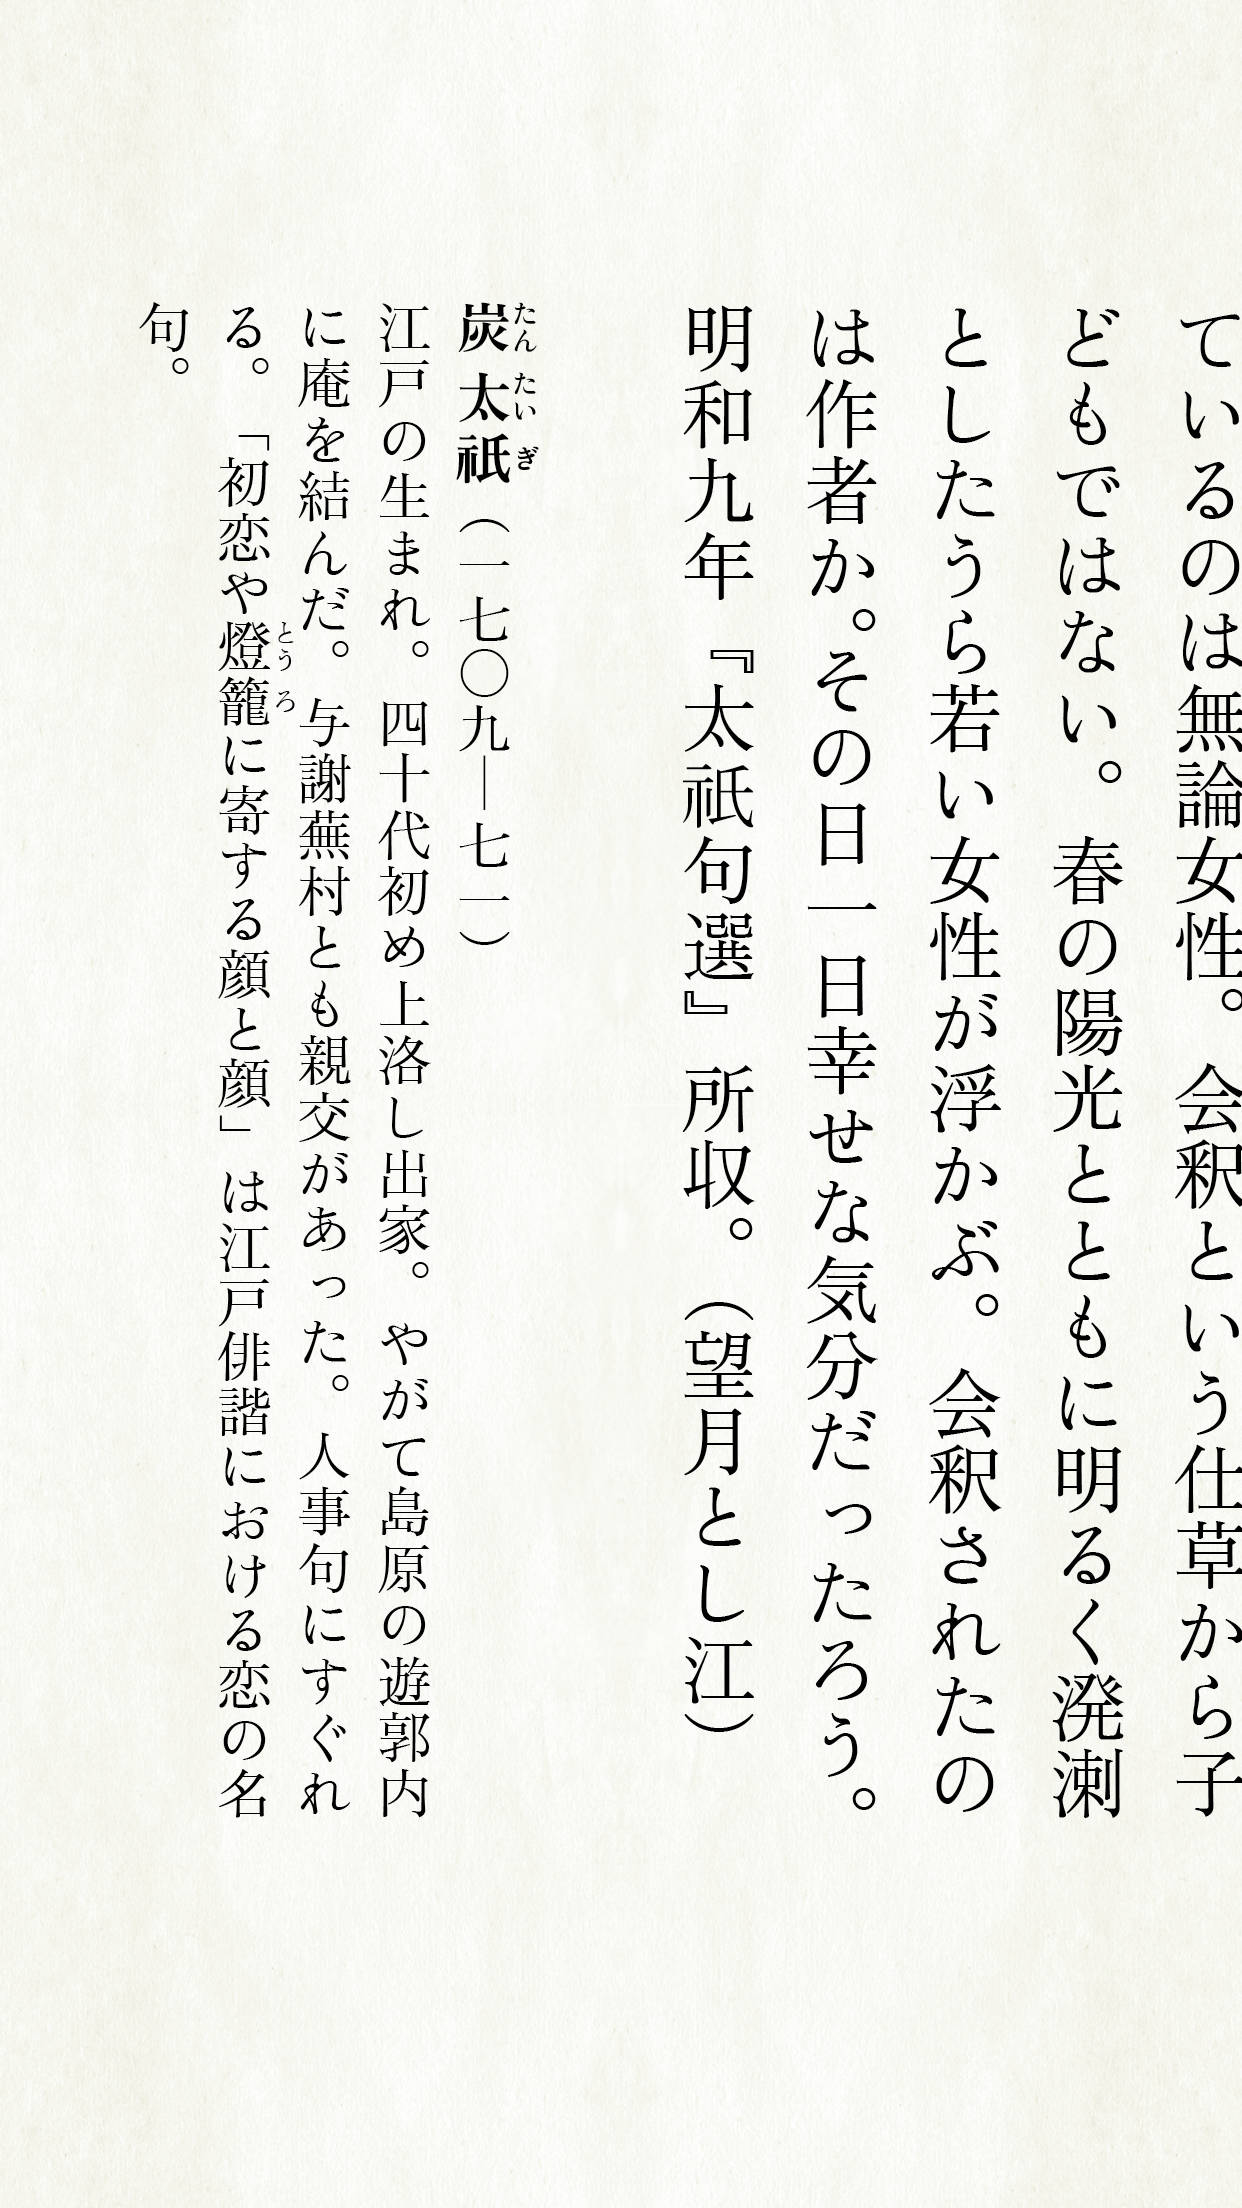 ているのは無論女性。会釈という仕草から子
どもではない。春の陽光とともに明るく溌溂
としたうら若い女性が浮かぶ。会釈されたの
は作者か。その日一日幸せな気分だったろう。
明和九年『太祇句選』所収。（望月とし江）
炭太祇（一七〇九―七一）
たん たい ぎ
江戸の生まれ。四十代初め上洛し出家。やがて島原の遊郭内
に庵を結んだ。与謝蕪村とも親交があった。人事句にすぐれ
る。「初恋や燈籠に寄する顔と顔」は江戸俳諧における恋の名
とう ろ
句。